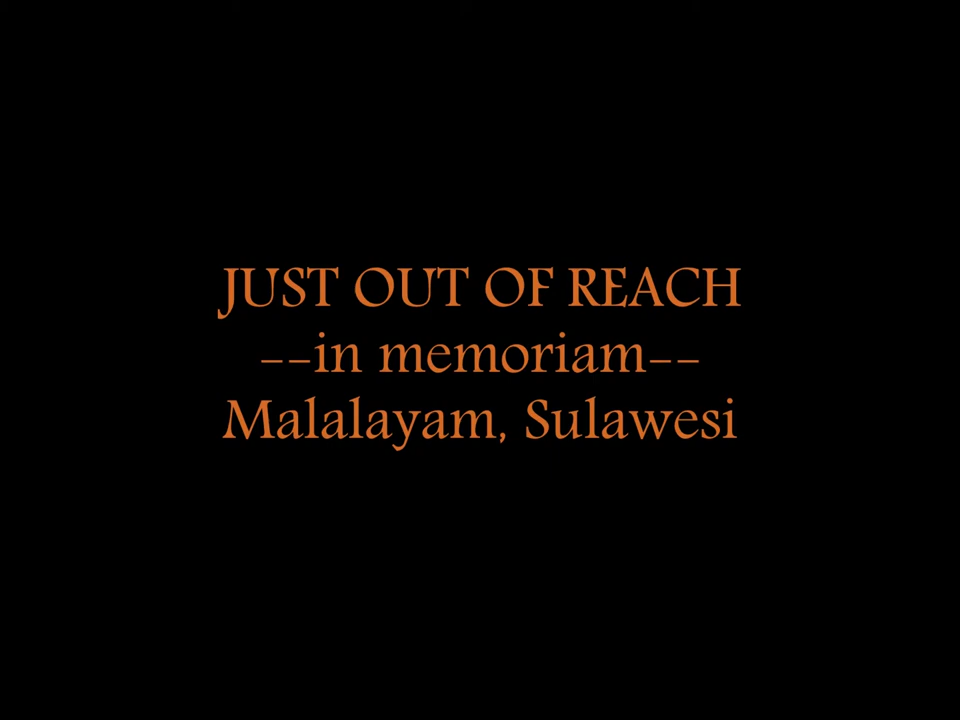 JUST OUT OF REACH
--in memoriam--
Malalayam, Sulawesi